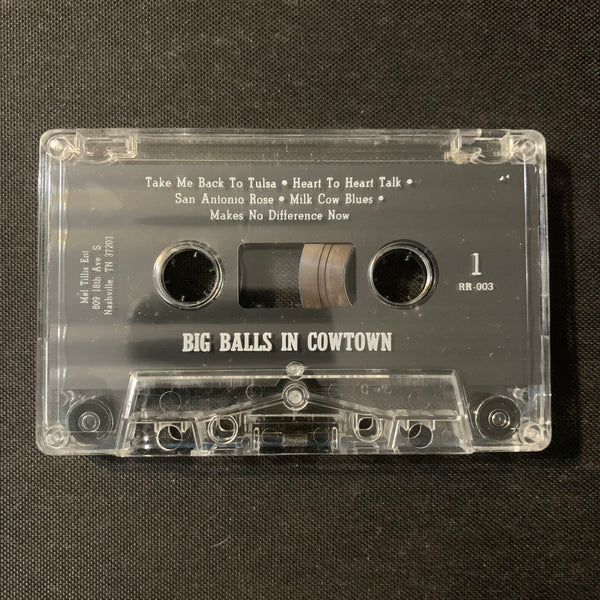 Take Me Back To Tulsa • Heart To Heart Talk •
San Antonio Rose • Milk Cow Blues •
Makes No Difference Now
Mel Tillis Ent.
809 18th Ave. S.
Nashville, TN 37203
1
RR-003
BIG BALLS IN COWTOWN